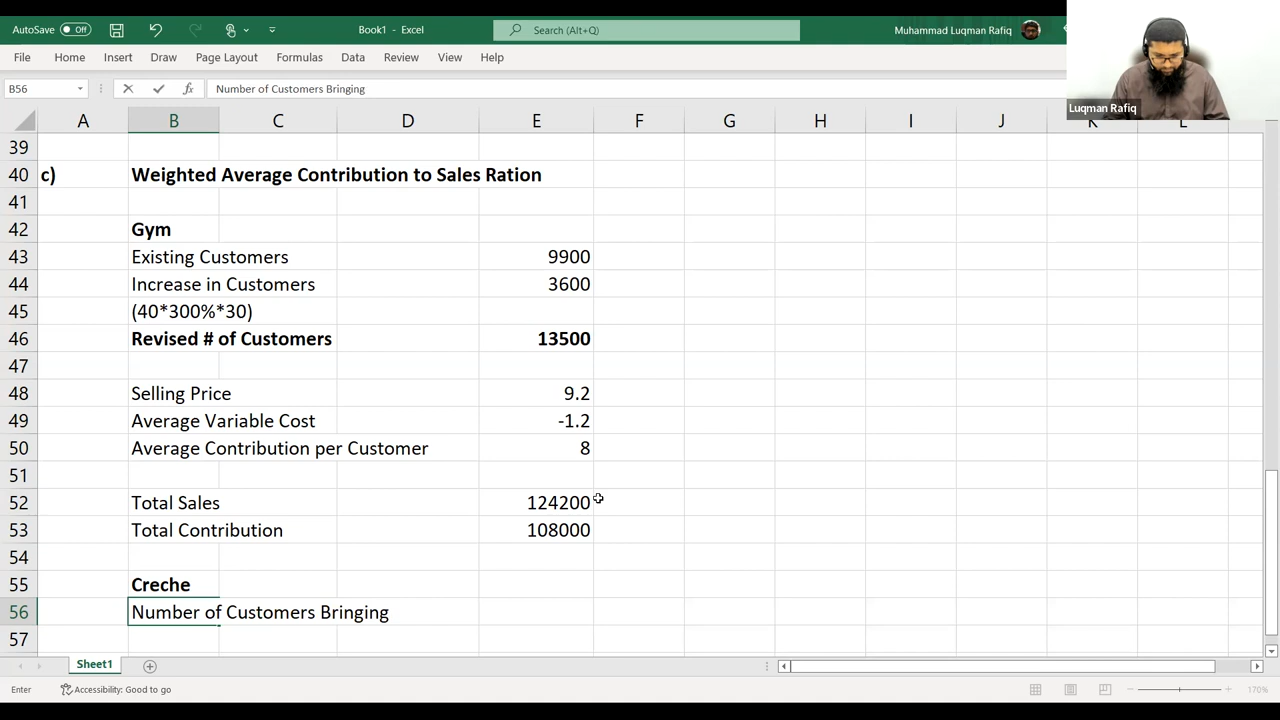 AutoSave Off Book1 - Excel Search (Alt+Q) Muhammad Luqman Rafiq
File Home Insert Draw Page Layout Formulas Data Review View Help
Luqman Rafiq
B56 fx Number of Customers Bringing
A B C D E F G H I J K L
39
40 c) Weighted Average Contribution to Sales Ration
41
42 Gym
43 Existing Customers 9900
44 Increase in Customers 3600
45 (40*300%*30)
46 Revised # of Customers 13500
47
48 Selling Price 9.2
49 Average Variable Cost -1.2
50 Average Contribution per Customer 8
51
52 Total Sales 124200
53 Total Contribution 108000
54
55 Creche
56 Number of Customers Bringing
57
Sheet1
Enter Accessibility: Good to go 170%